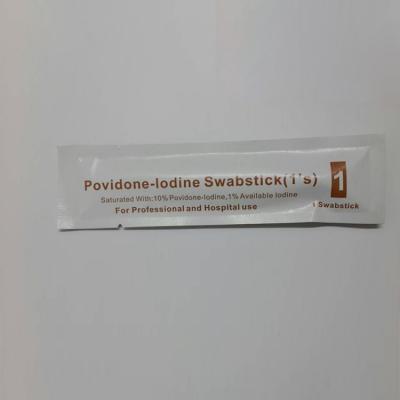 Povidone-Iodine Swabstick(1's) 1
Saturated With:10% Povidone-Iodine,1% Available Iodine
For Professional and Hospital use
1 Swabstick